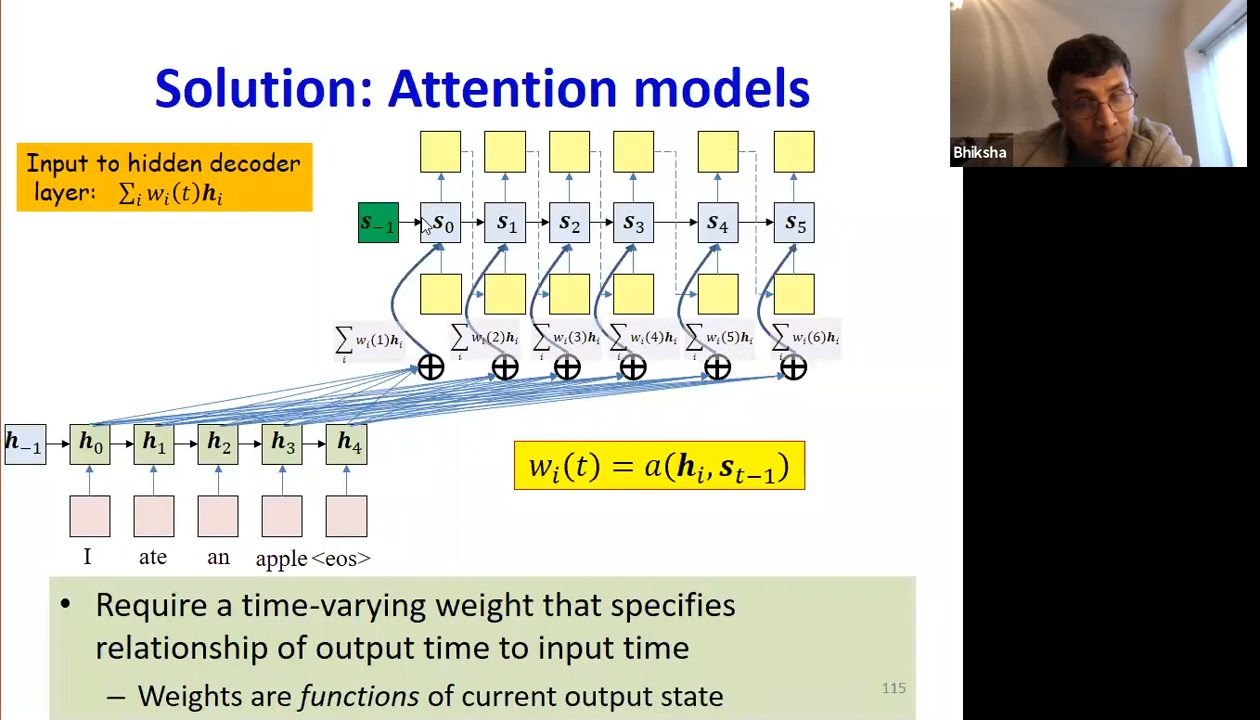 Solution: Attention models
Bhiksha
Input to hidden decoder
layer: ∑ᵢ wᵢ(t)𝒉ᵢ
s₋₁ s₀ s₁ s₂ s₃ s₄ s₅
∑ᵢ wᵢ(1)hᵢ ∑ᵢ wᵢ(2)hᵢ ∑ᵢ wᵢ(3)hᵢ ∑ᵢ wᵢ(4)hᵢ ∑ᵢ wᵢ(5)hᵢ ∑ᵢ wᵢ(6)hᵢ
h₋₁ h₀ h₁ h₂ h₃ h₄
wᵢ(t) = a(hᵢ, sₜ₋₁)
I ate an apple <eos>
• Require a time-varying weight that specifies
relationship of output time to input time
– Weights are functions of current output state
115